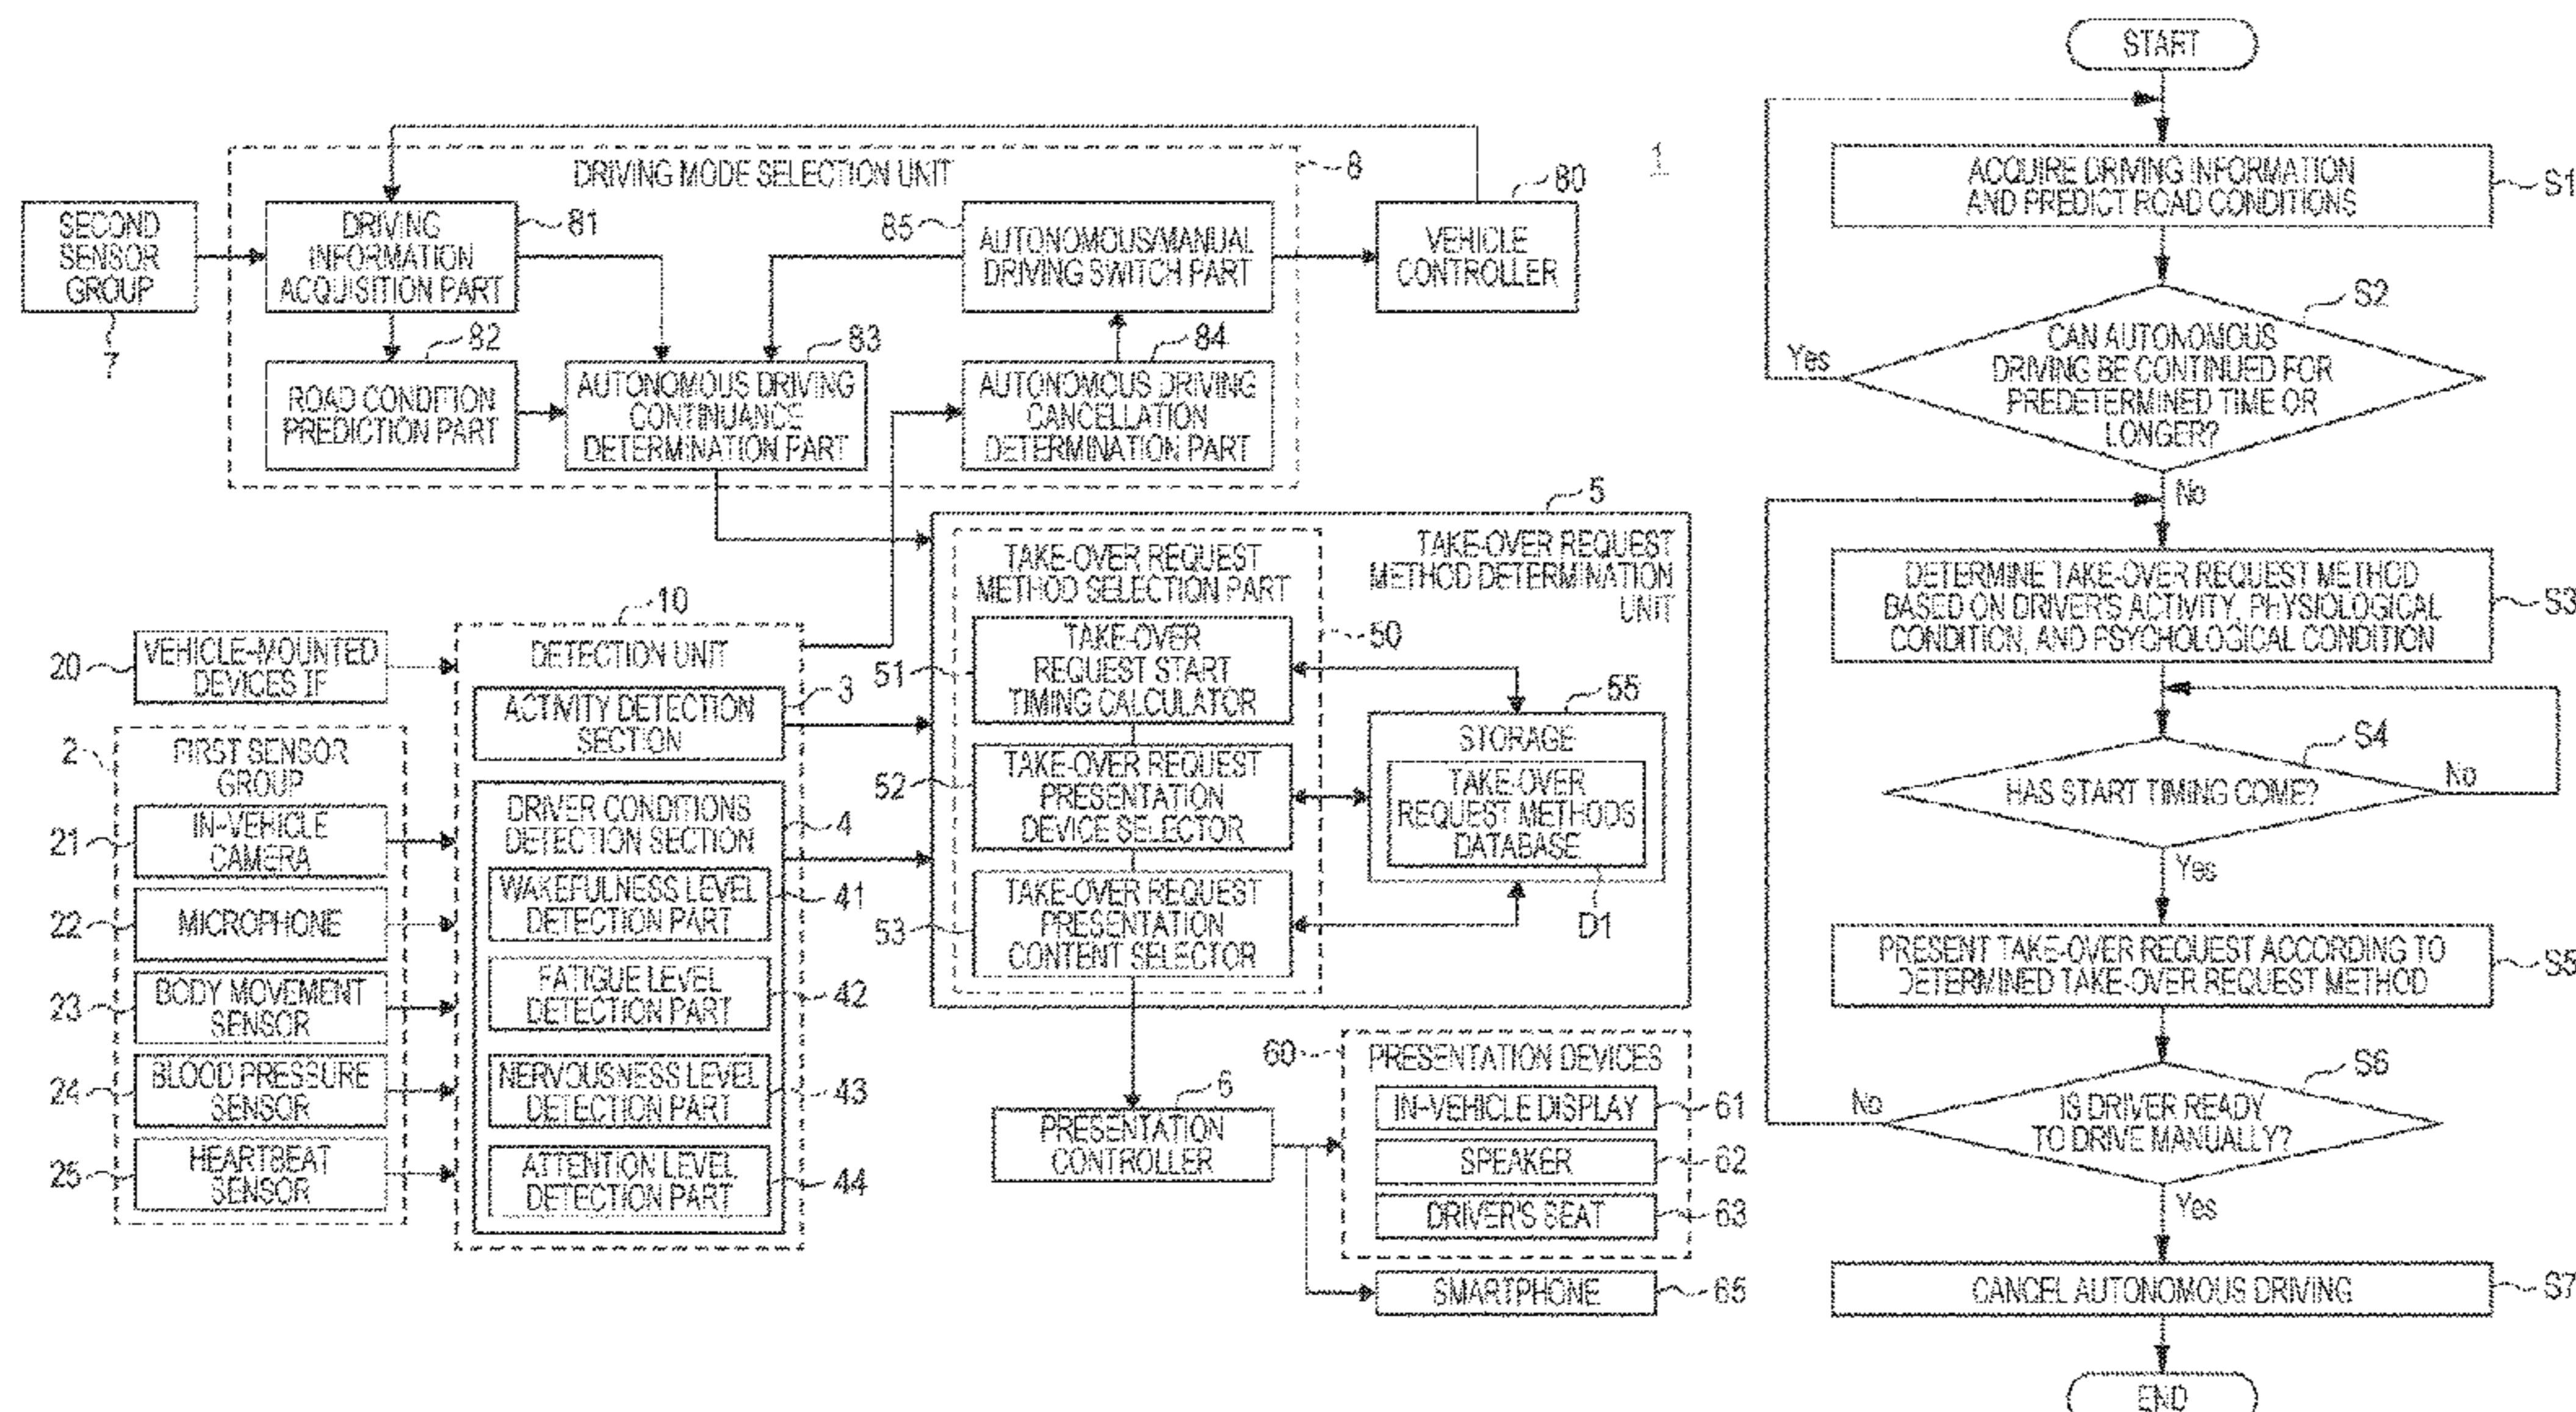 1
DRIVING MODE SELECTION UNIT
8
SECOND
SENSOR
GROUP
7
DRIVING
INFORMATION
ACQUISITION PART
81
85
AUTONOMOUS/MANUAL
DRIVING SWITCH PART
80
VEHICLE
CONTROLLER
82
ROAD CONDITION
PREDICTION PART
83
AUTONOMOUS DRIVING
CONTINUANCE
DETERMINATION PART
84
AUTONOMOUS DRIVING
CANCELLATION
DETERMINATION PART
20
VEHICLE-MOUNTED
DEVICES IF
2
FIRST SENSOR
GROUP
21
IN-VEHICLE
CAMERA
22
MICROPHONE
23
BODY MOVEMENT
SENSOR
24
BLOOD PRESSURE
SENSOR
25
HEARTBEAT
SENSOR
10
DETECTION UNIT
3
ACTIVITY DETECTION
SECTION
4
DRIVER CONDITIONS
DETECTION SECTION
WAKEFULNESS LEVEL
DETECTION PART
41
FATIGUE LEVEL
DETECTION PART
42
NERVOUSNESS LEVEL
DETECTION PART
43
ATTENTION LEVEL
DETECTION PART
44
5
TAKE-OVER REQUEST
METHOD DETERMINATION
UNIT
TAKE-OVER REQUEST
METHOD SELECTION PART
50
51
TAKE-OVER
REQUEST START
TIMING CALCULATOR
52
TAKE-OVER REQUEST
PRESENTATION
DEVICE SELECTOR
53
TAKE-OVER REQUEST
PRESENTATION
CONTENT SELECTOR
55
STORAGE
TAKE-OVER
REQUEST METHODS
DATABASE
D1
6
PRESENTATION
CONTROLLER
60
PRESENTATION DEVICES
IN-VEHICLE DISPLAY
61
SPEAKER
62
DRIVER'S SEAT
63
SMARTPHONE
65
START
ACQUIRE DRIVING INFORMATION
AND PREDICT ROAD CONDITIONS
S1
S2
CAN AUTONOMOUS
DRIVING BE CONTINUED FOR
PREDETERMINED TIME OR
LONGER?
Yes
No
DETERMINE TAKE-OVER REQUEST METHOD
BASED ON DRIVER'S ACTIVITY, PHYSIOLOGICAL
CONDITION, AND PSYCHOLOGICAL CONDITION
S3
S4
HAS START TIMING COME?
No
Yes
PRESENT TAKE-OVER REQUEST ACCORDING TO
DETERMINED TAKE-OVER REQUEST METHOD
S5
S6
IS DRIVER READY
TO DRIVE MANUALLY?
No
Yes
CANCEL AUTONOMOUS DRIVING
S7
END